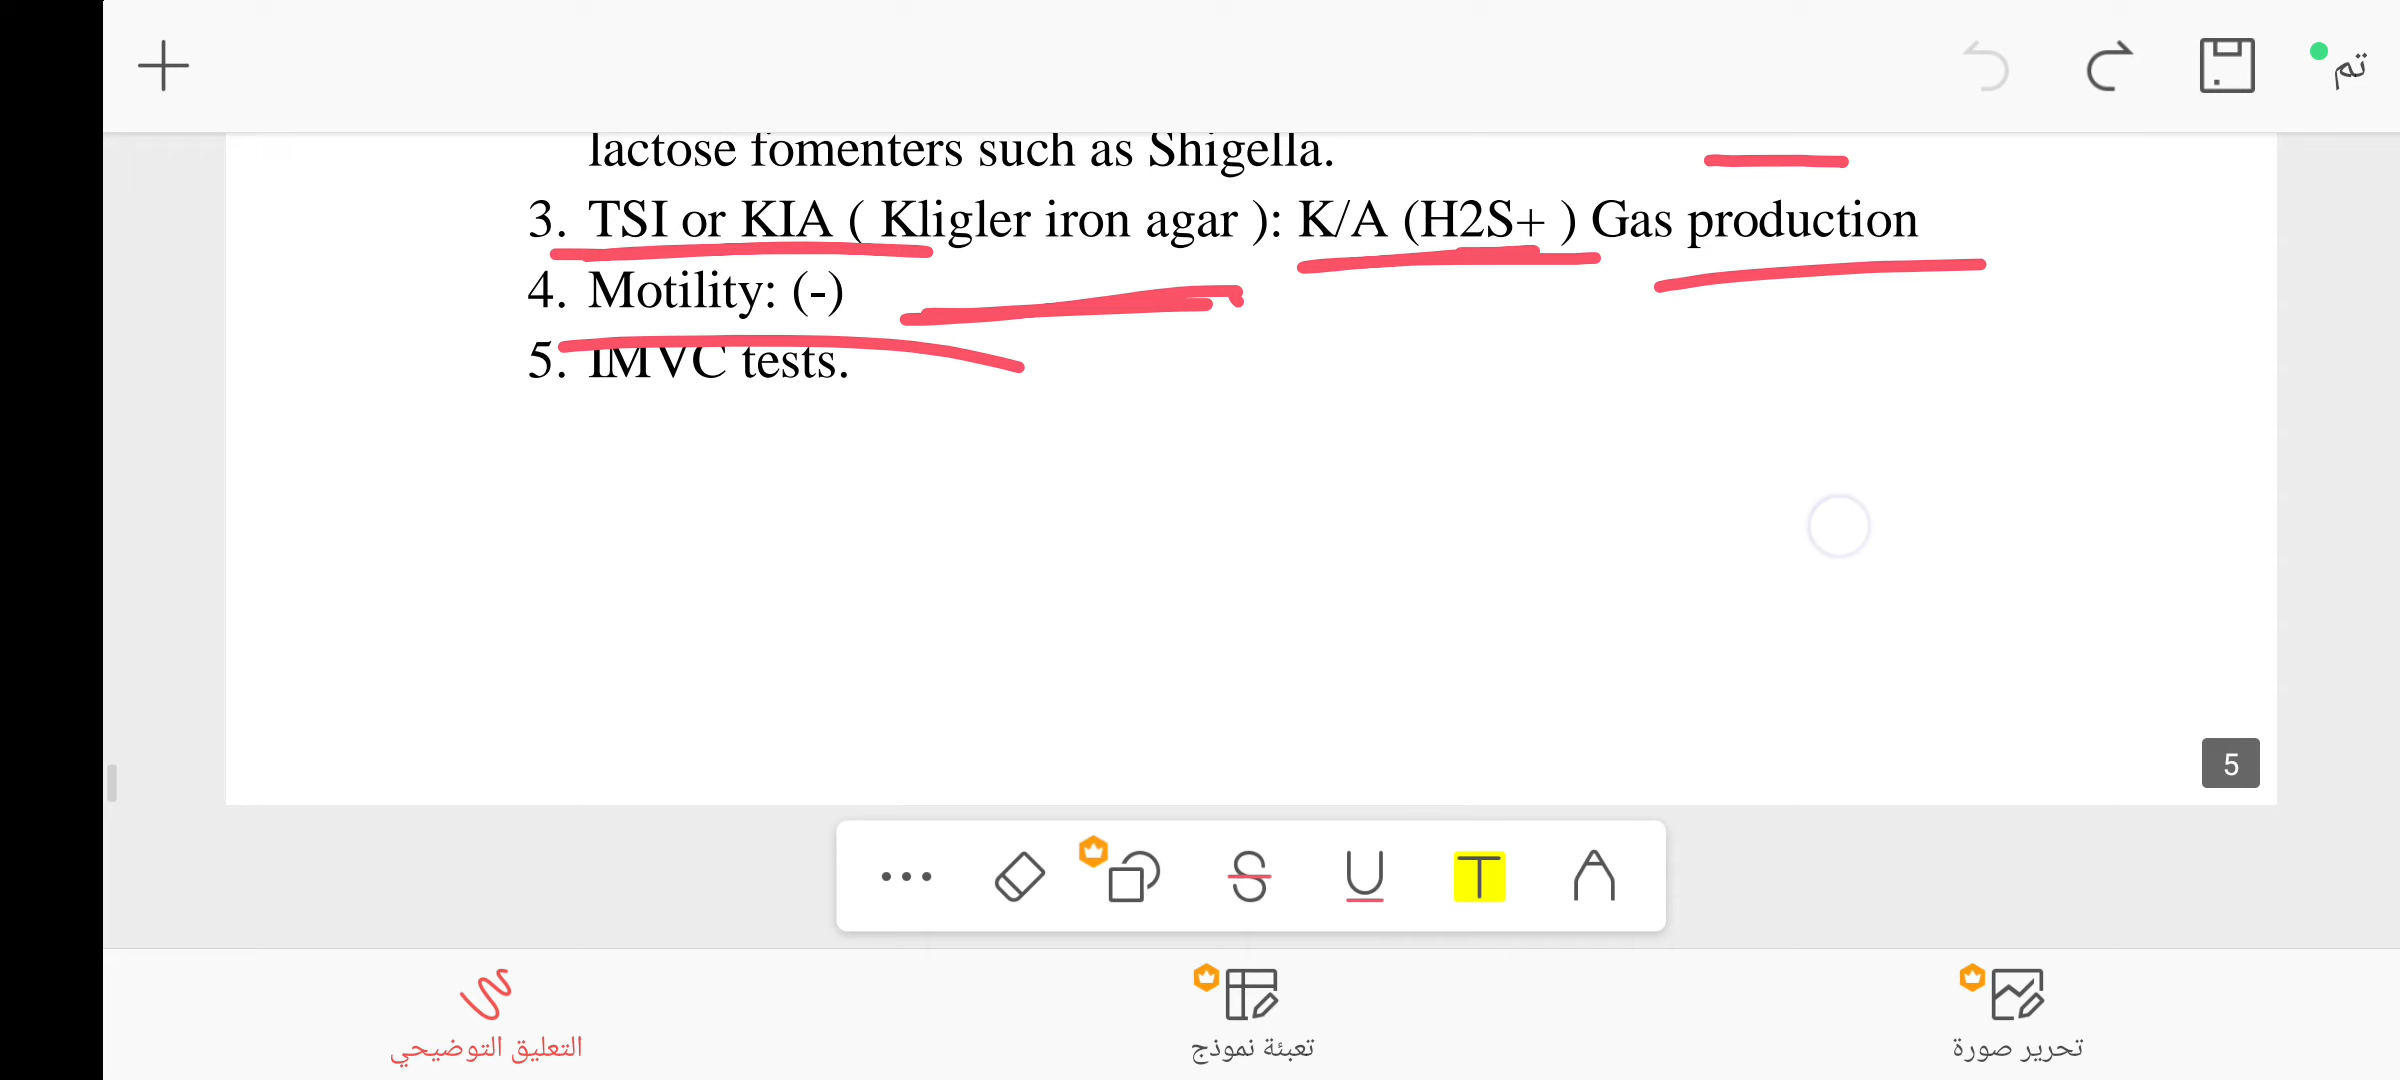 تم
lactose fomenters such as Shigella.
3. TSI or KIA ( Kligler iron agar ): K/A (H2S+ ) Gas production
4. Motility: (-)
5. IMVC tests.
5
التعليق التوضيحي
تعبئة نموذج
تحرير صورة